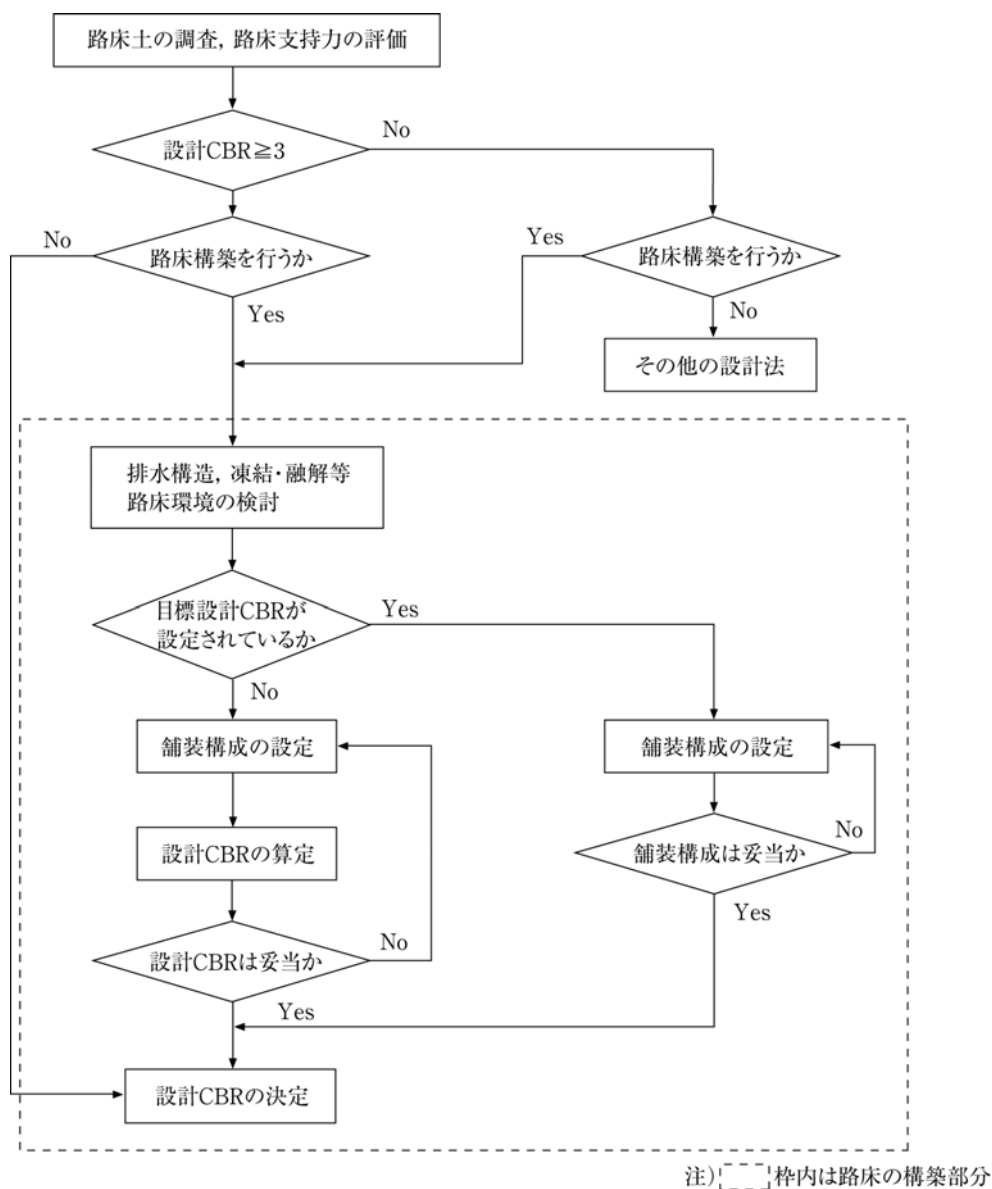 路床土の調査，路床支持力の評価
No
設計CBR≧3
No
路床構築を行うか
Yes
Yes
路床構築を行うか
No
その他の設計法
排水構造，凍結・融解等
路床環境の検討
目標設計CBRが
設定されているか
Yes
No
舗装構成の設定
舗装構成の設定
設計CBRの算定
舗装構成は妥当か
No
Yes
設計CBRは妥当か
No
Yes
設計CBRの決定
注) 枠内は路床の構築部分